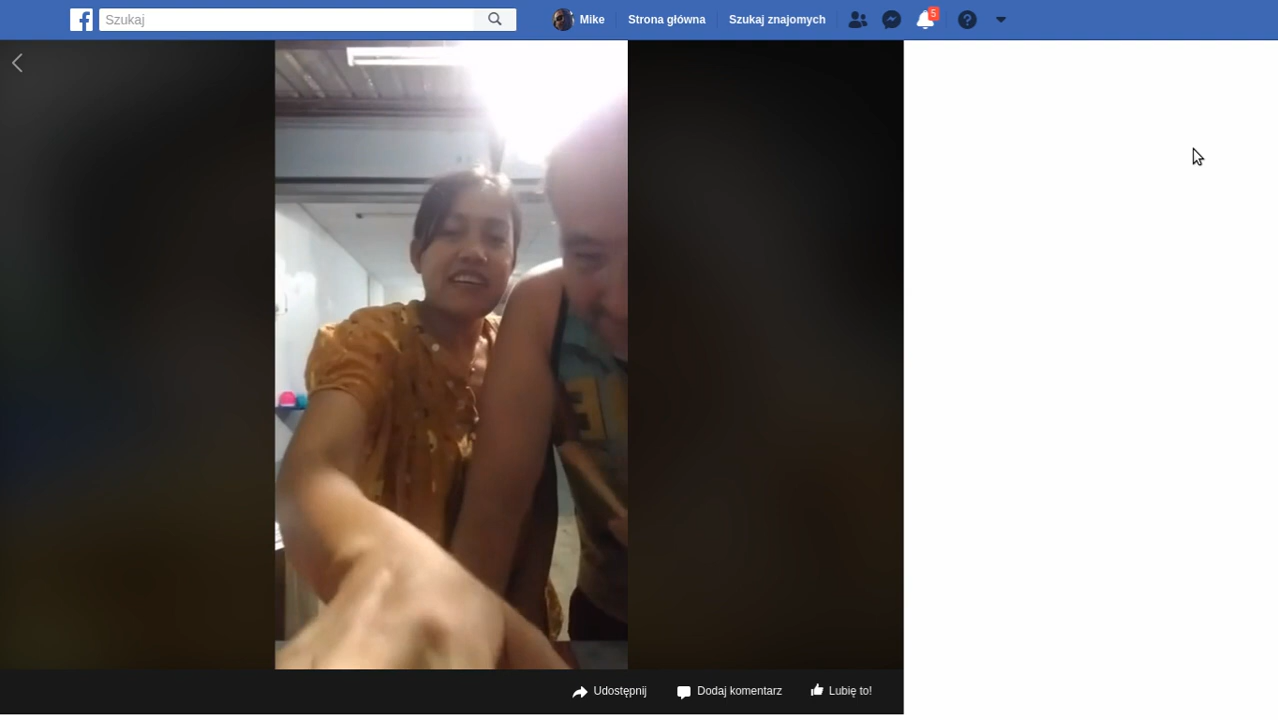 Szukaj
Mike Strona główna Szukaj znajomych 5
Udostępnij Dodaj komentarz Lubię to!